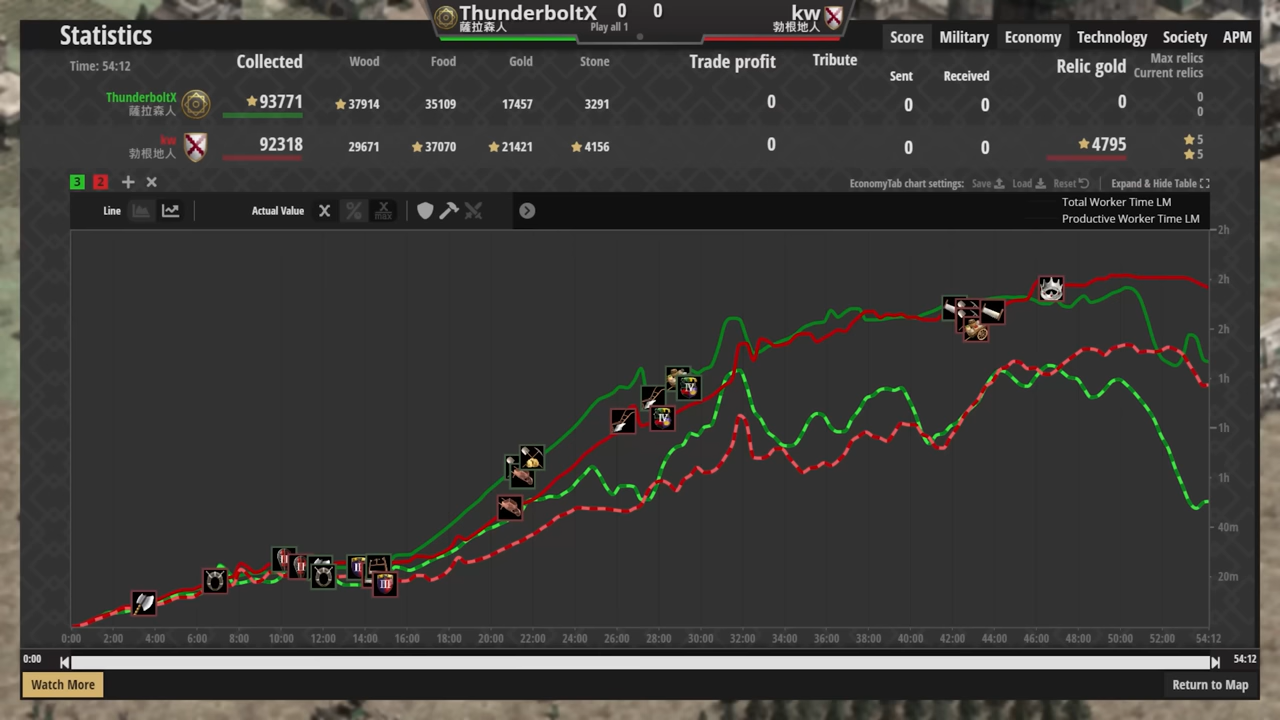 ThunderboltX 0 0 kw
薩拉森人 Play all 1 勃根地人
Statistics
Score Military Economy Technology Society APM
Time: 54:12
Collected Wood Food Gold Stone Trade profit Tribute Sent Received Relic gold Max relics
Current relics
ThunderboltX 93771 37914 35109 17457 3291 0 0 0 0 0
薩拉森人 0
kw 92318 29671 37070 21421 4156 0 0 0 4795 5
勃根地人 5
3 2 + × EconomyTab chart settings: Save Load Reset Expand & Hide Table
Line Actual Value X % X/max
Total Worker Time LM
Productive Worker Time LM
2h
2h
2h
1h
1h
1h
40m
20m
II II II III IV IV
0:00 2:00 4:00 6:00 8:00 10:00 12:00 14:00 16:00 18:00 20:00 22:00 24:00 26:00 28:00 30:00 32:00 34:00 36:00 38:00 40:00 42:00 44:00 46:00 48:00 50:00 52:00 54:12
0:00 54:12
Watch More Return to Map